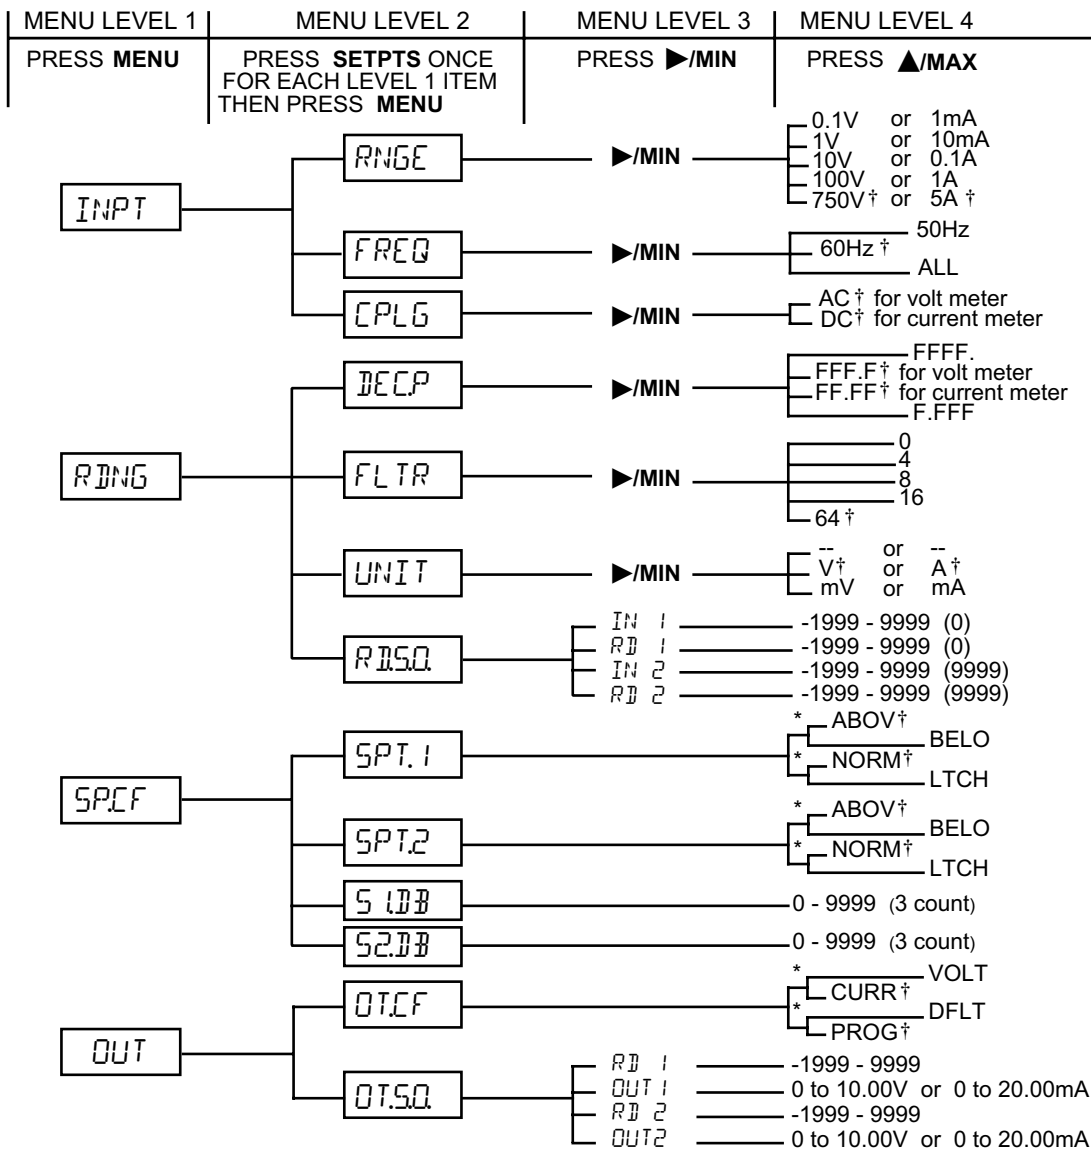 MENU LEVEL 1 MENU LEVEL 2 MENU LEVEL 3 MENU LEVEL 4
PRESS MENU PRESS SETPTS ONCE PRESS ▶/MIN PRESS ▲/MAX
FOR EACH LEVEL 1 ITEM
THEN PRESS MENU
INPT
RNGE ▶/MIN
0.1V or 1mA
1V or 10mA
10V or 0.1A
100V or 1A
750V† or 5A †
FREQ ▶/MIN
50Hz
60Hz †
ALL
CPLG ▶/MIN
AC† for volt meter
DC† for current meter
RDNG
DEC.P ▶/MIN
FFFF.
FFF.F† for volt meter
FF.FF† for current meter
F.FFF
FLTR ▶/MIN
0
4
8
16
64 †
UNIT ▶/MIN
-- or --
V† or A †
mV or mA
RD.S.O.
IN 1 -1999 - 9999 (0)
RD 1 -1999 - 9999 (0)
IN 2 -1999 - 9999 (9999)
RD 2 -1999 - 9999 (9999)
SP.CF
SPT.1
* ABOV†
BELO
* NORM†
LTCH
SPT.2
* ABOV†
BELO
* NORM†
LTCH
S1.DB 0 - 9999 (3 count)
S2.DB 0 - 9999 (3 count)
OUT
OT.CF
* VOLT
CURR†
* DFLT
PROG†
OT.S.O.
RD 1 -1999 - 9999
OUT1 0 to 10.00V or 0 to 20.00mA
RD 2 -1999 - 9999
OUT2 0 to 10.00V or 0 to 20.00mA